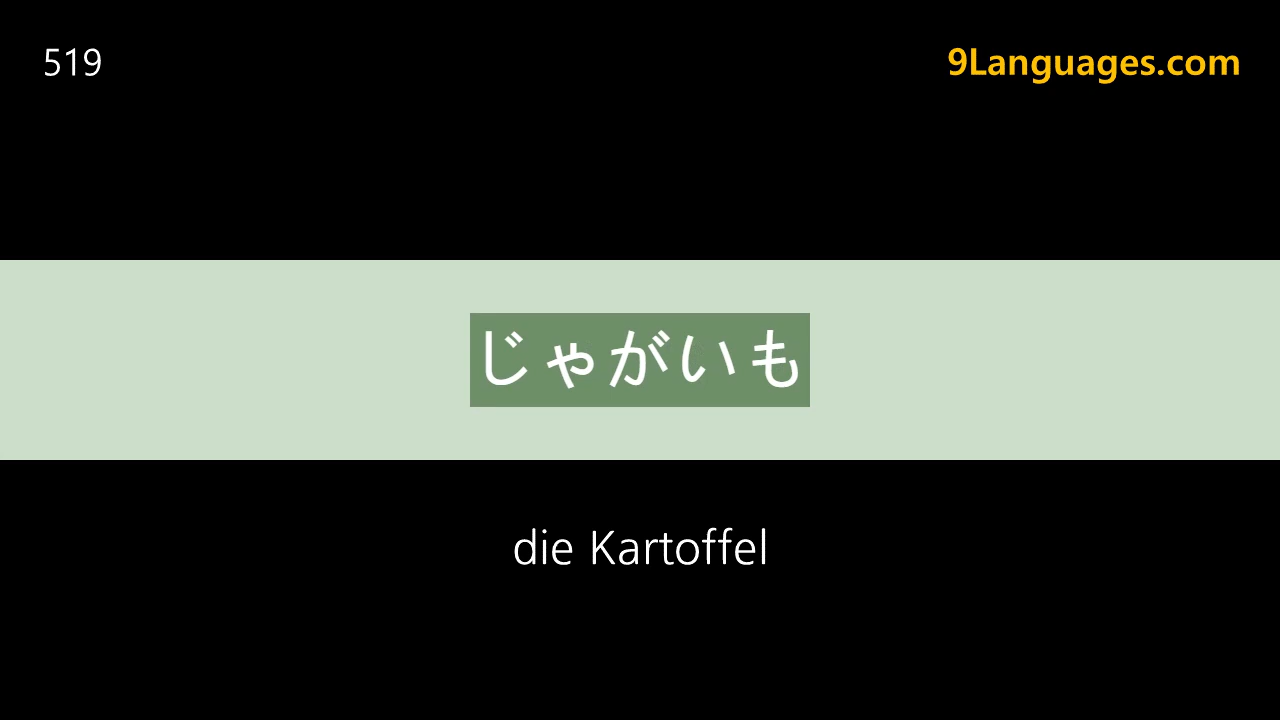 519
9Languages.com
じゃがいも
die Kartoffel